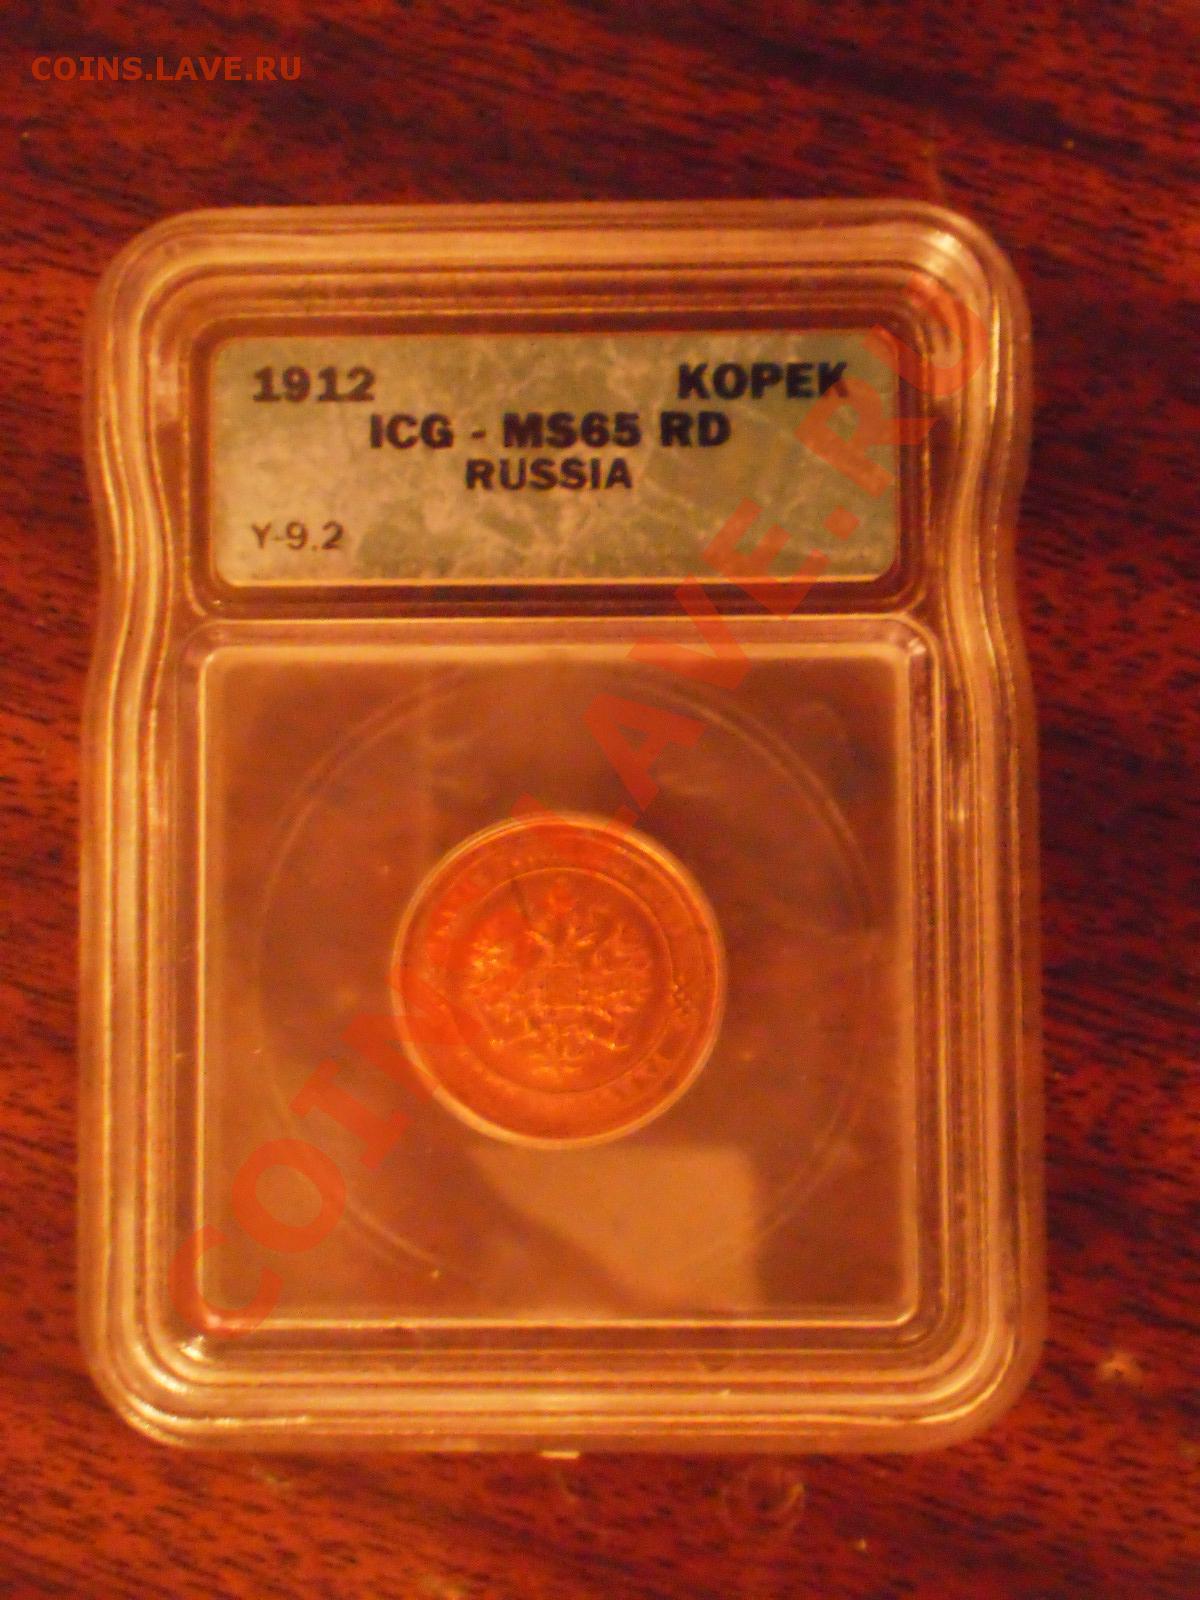 COINS.LAVE.RU
1912 KOPEK
ICG - MS65 RD
RUSSIA
Y-9.2
COINS.LAVE.RU